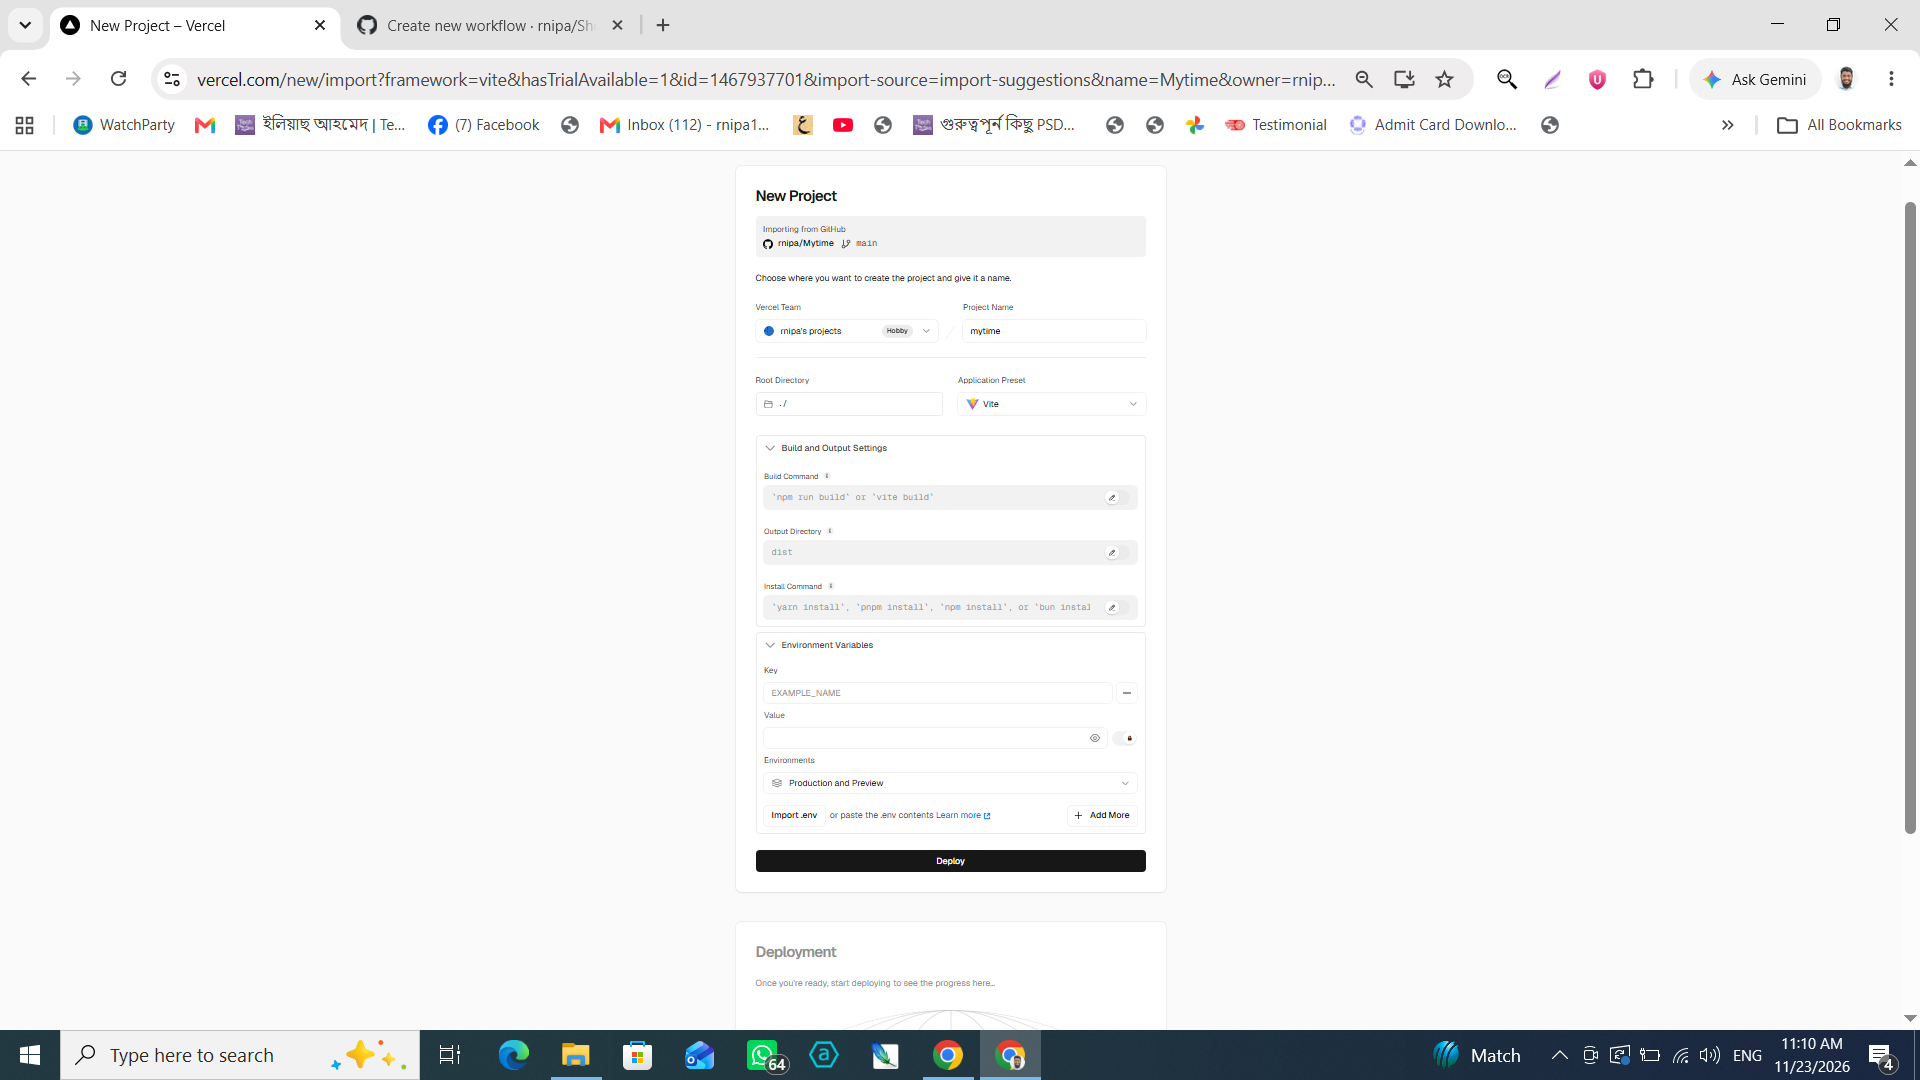 New Project – Vercel
Create new workflow · rnipa/Sh
vercel.com/new/import?framework=vite&hasTrialAvailable=1&id=1467937701&import-source=import-suggestions&name=Mytime&owner=rnip...
Ask Gemini
WatchParty
ইলিয়াছ আহমেদ | Te...
(7) Facebook
Inbox (112) - rnipa1...
গুরুত্বপূর্ন কিছু PSD...
Testimonial
Admit Card Downlo...
All Bookmarks
New Project
Importing from GitHub
rnipa/Mytime main
Choose where you want to create the project and give it a name.
Vercel Team
Project Name
rnipa's projects Hobby
mytime
Root Directory
Application Preset
./
Vite
Build and Output Settings
Build Command
'npm run build' or 'vite build'
Output Directory
dist
Install Command
'yarn install', 'pnpm install', 'npm install', or 'bun instal
Environment Variables
Key
EXAMPLE_NAME
Value
Environments
Production and Preview
Import .env or paste the .env contents Learn more
Add More
Deploy
Deployment
Once you're ready, start deploying to see the progress here...
Type here to search
64
Match
ENG
11:10 AM
11/23/2026
4